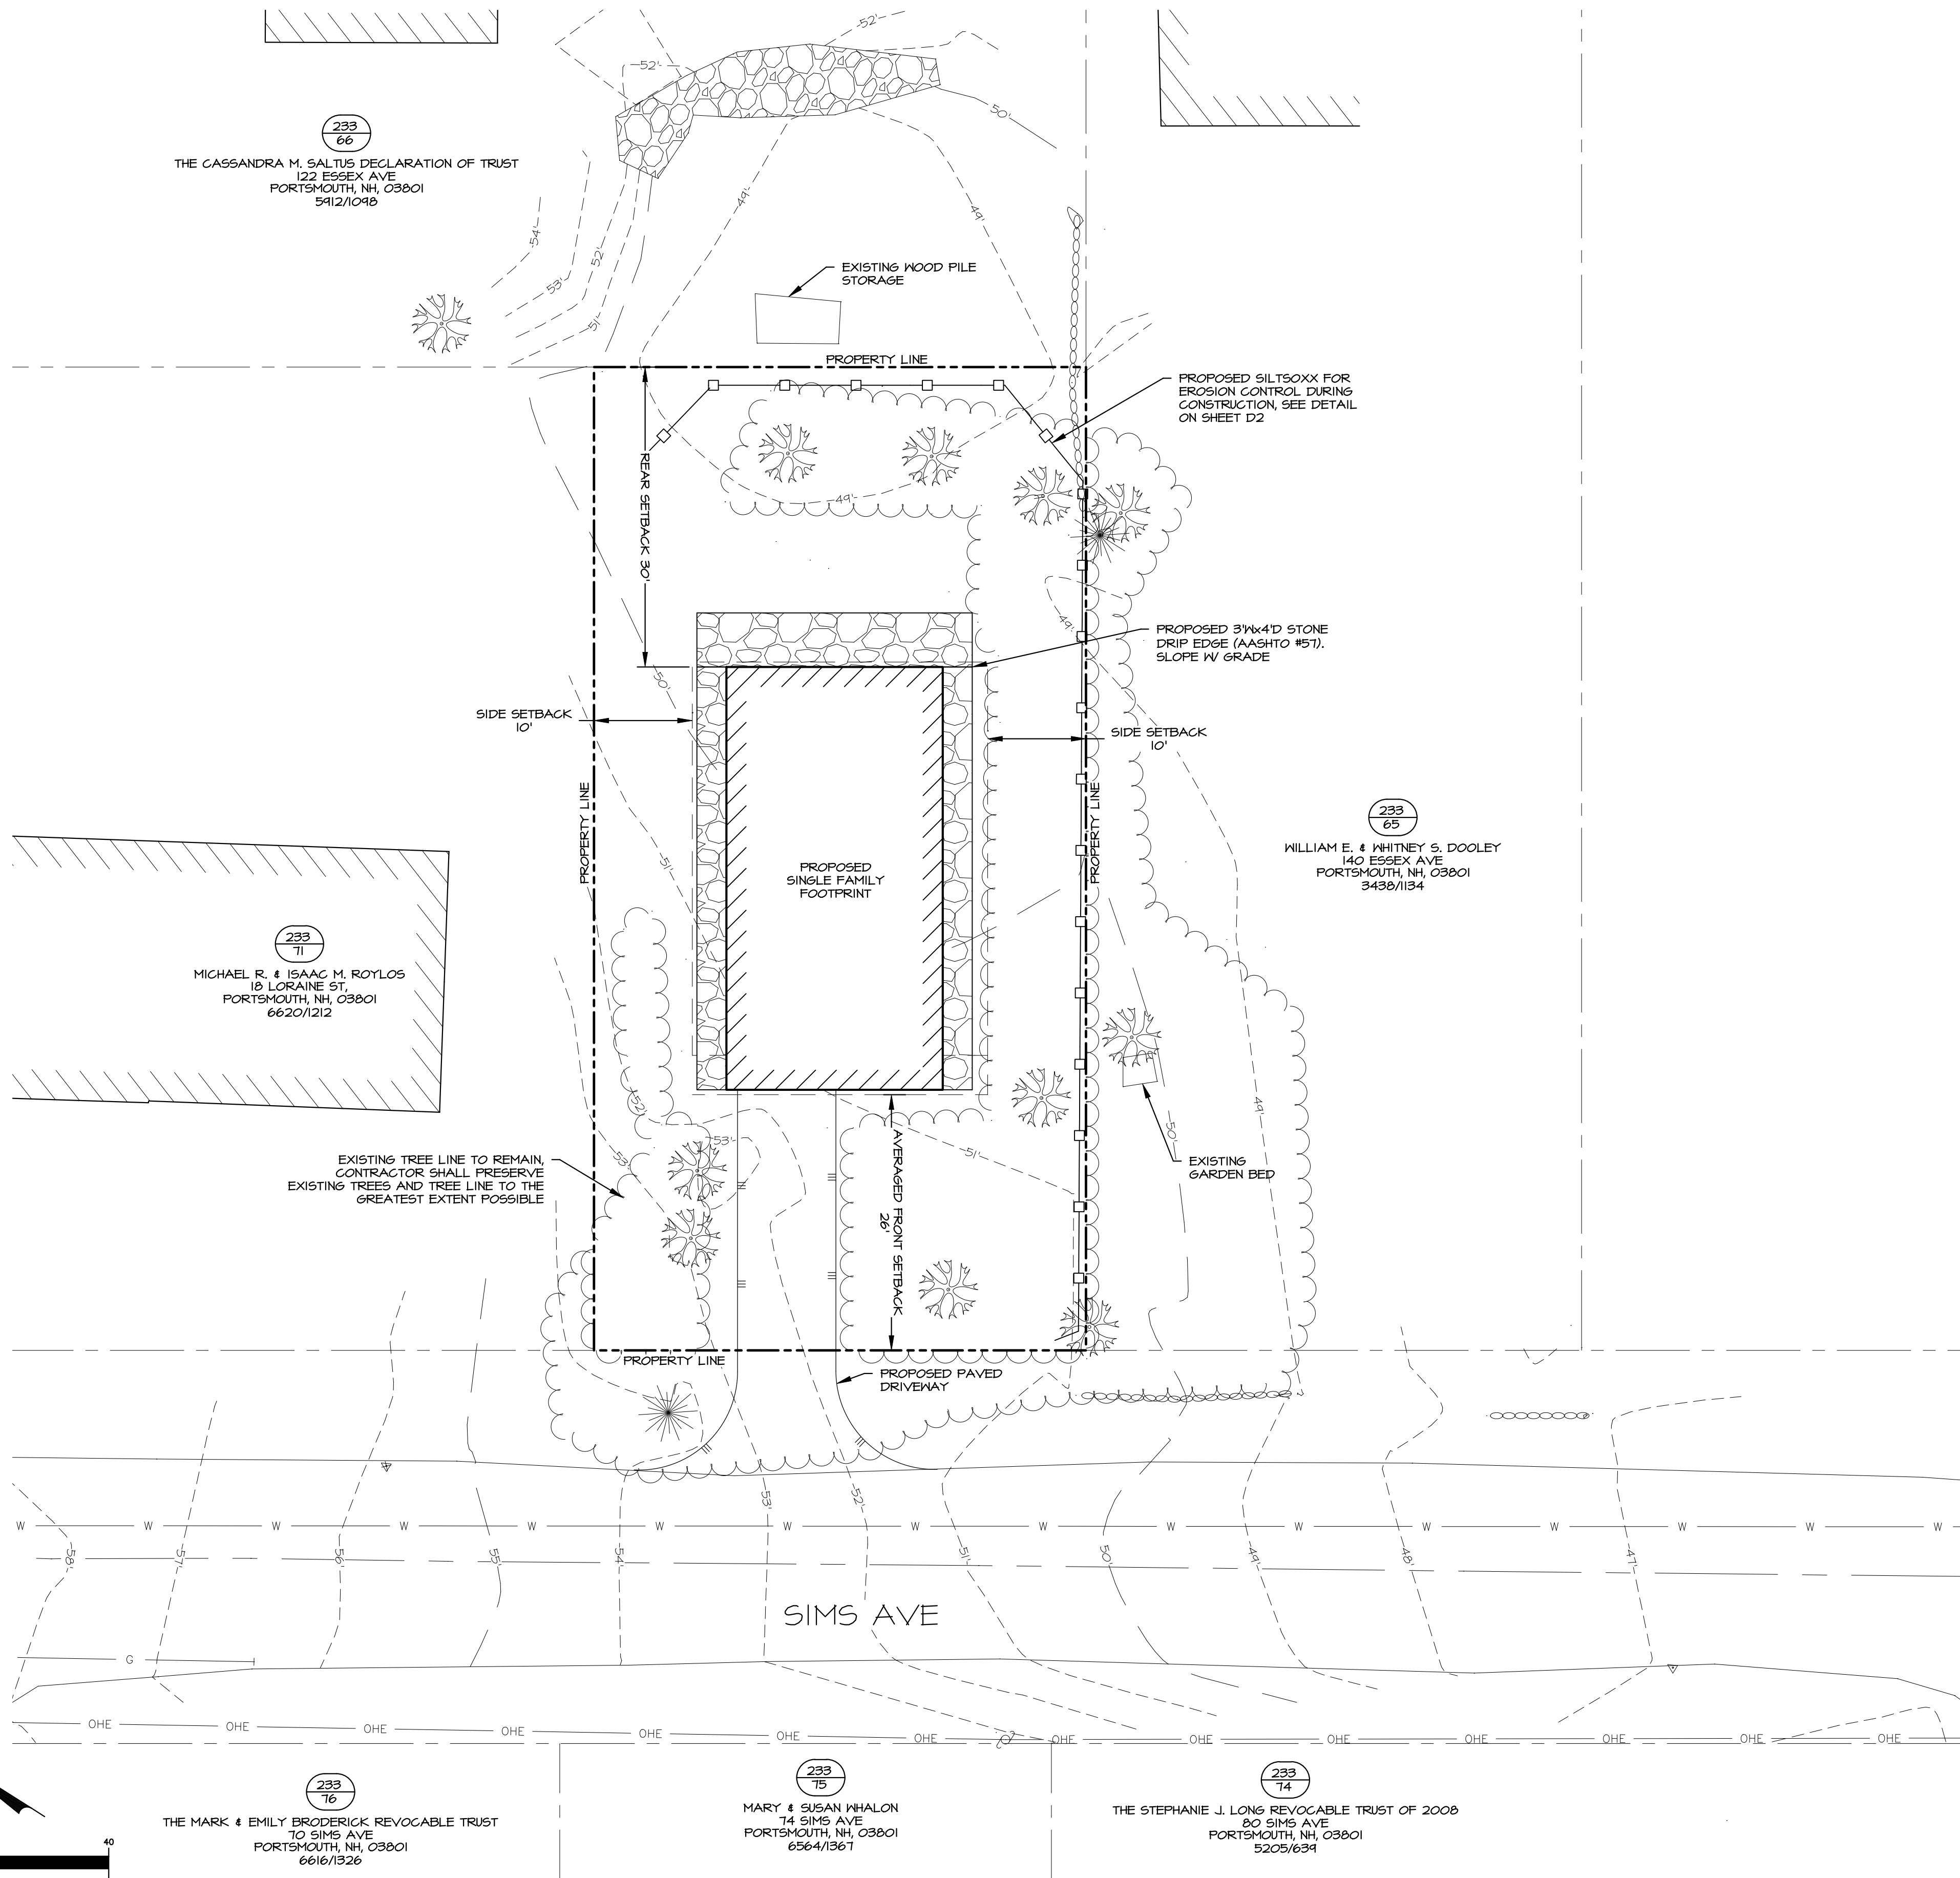 52'
52'
50'
233
66
THE CASSANDRA M. SALTUS DECLARATION OF TRUST
122 ESSEX AVE
PORTSMOUTH, NH, 03801
5912/1098
49'
49'
54'
52'
53'
51'
EXISTING WOOD PILE
STORAGE
PROPERTY LINE
PROPOSED SILTSOXX FOR
EROSION CONTROL DURING
CONSTRUCTION, SEE DETAIL
ON SHEET D2
REAR SETBACK 30'
49'
49'
PROPOSED 3'Wx4'D STONE
DRIP EDGE (AASHTO #57).
SLOPE W/ GRADE
50'
SIDE SETBACK
10'
SIDE SETBACK
10'
PROPERTY LINE
PROPERTY LINE
51'
PROPOSED
SINGLE FAMILY
FOOTPRINT
233
65
WILLIAM E. & WHITNEY S. DOOLEY
140 ESSEX AVE
PORTSMOUTH, NH, 03801
3438/1134
233
71
MICHAEL R. & ISAAC M. ROYLOS
18 LORAINE ST,
PORTSMOUTH, NH, 03801
6620/1212
52'
53'
53'
51'
49'
50'
EXISTING TREE LINE TO REMAIN,
CONTRACTOR SHALL PRESERVE
EXISTING TREES AND TREE LINE TO THE
GREATEST EXTENT POSSIBLE
AVERAGED FRONT SETBACK
26'
EXISTING
GARDEN BED
PROPERTY LINE
PROPOSED PAVED
DRIVEWAY
53'
52'
W W W W W W W W W W W W W W W W
58'
57'
56'
55'
54'
51'
50'
49'
48'
47'
SIMS AVE
G
OHE OHE OHE OHE OHE OHE OHE OHE OHE OHE OHE OHE OHE OHE
233
76
THE MARK & EMILY BRODERICK REVOCABLE TRUST
70 SIMS AVE
PORTSMOUTH, NH, 03801
6616/1326
233
75
MARY & SUSAN WHALON
74 SIMS AVE
PORTSMOUTH, NH, 03801
6564/1367
233
74
THE STEPHANIE J. LONG REVOCABLE TRUST OF 2008
80 SIMS AVE
PORTSMOUTH, NH, 03801
5205/639
40